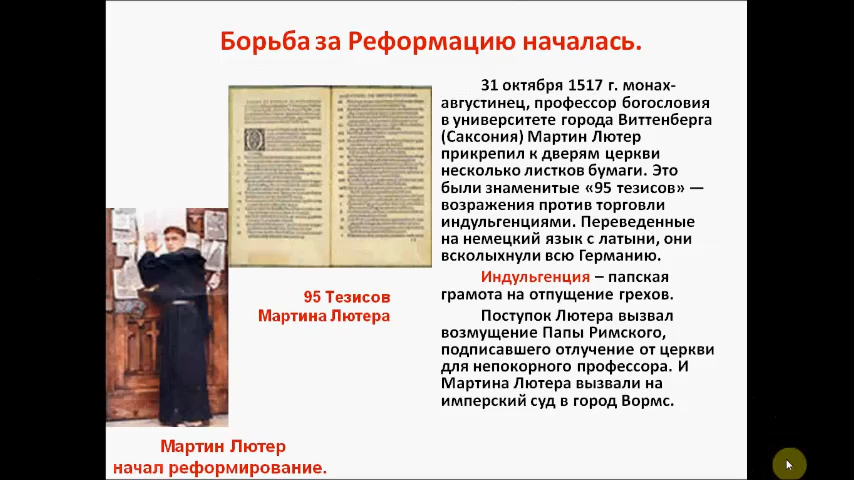 Борьба за Реформацию началась.
31 октября 1517 г. монах-
августинец, профессор богословия
в университете города Виттенберга
(Саксония) Мартин Лютер
прикрепил к дверям церкви
несколько листков бумаги. Это
были знаменитые «95 тезисов» —
возражения против торговли
индульгенциями. Переведенные
на немецкий язык с латыни, они
всколыхнули всю Германию.
Индульгенция – папская
грамота на отпущение грехов.
Поступок Лютера вызвал
возмущение Папы Римского,
подписавшего отлучение от церкви
для непокорного профессора. И
Мартина Лютера вызвали на
имперский суд в город Вормс.
95 Тезисов
Мартина Лютера
Мартин Лютер
начал реформирование.